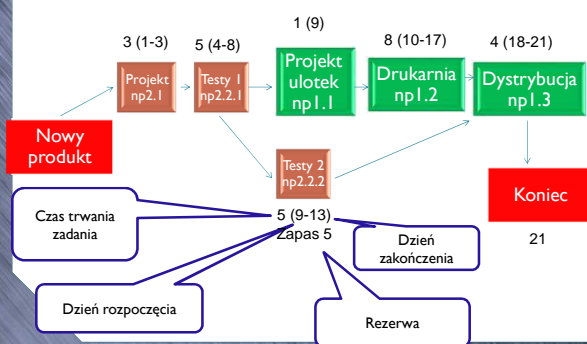 3 (1-3)
5 (4-8)
1 (9)
8 (10-17)
4 (18-21)
Projekt
np2.1
Testy 1
np2.2.1
Projekt
ulotek
np1.1
Drukarnia
np1.2
Dystrybucja
np1.3
Nowy
produkt
Testy 2
np2.2.2
Koniec
21
5 (9-13)
Zapas 5
Czas trwania
zadania
Dzień
zakończenia
Dzień rozpoczęcia
Rezerwa